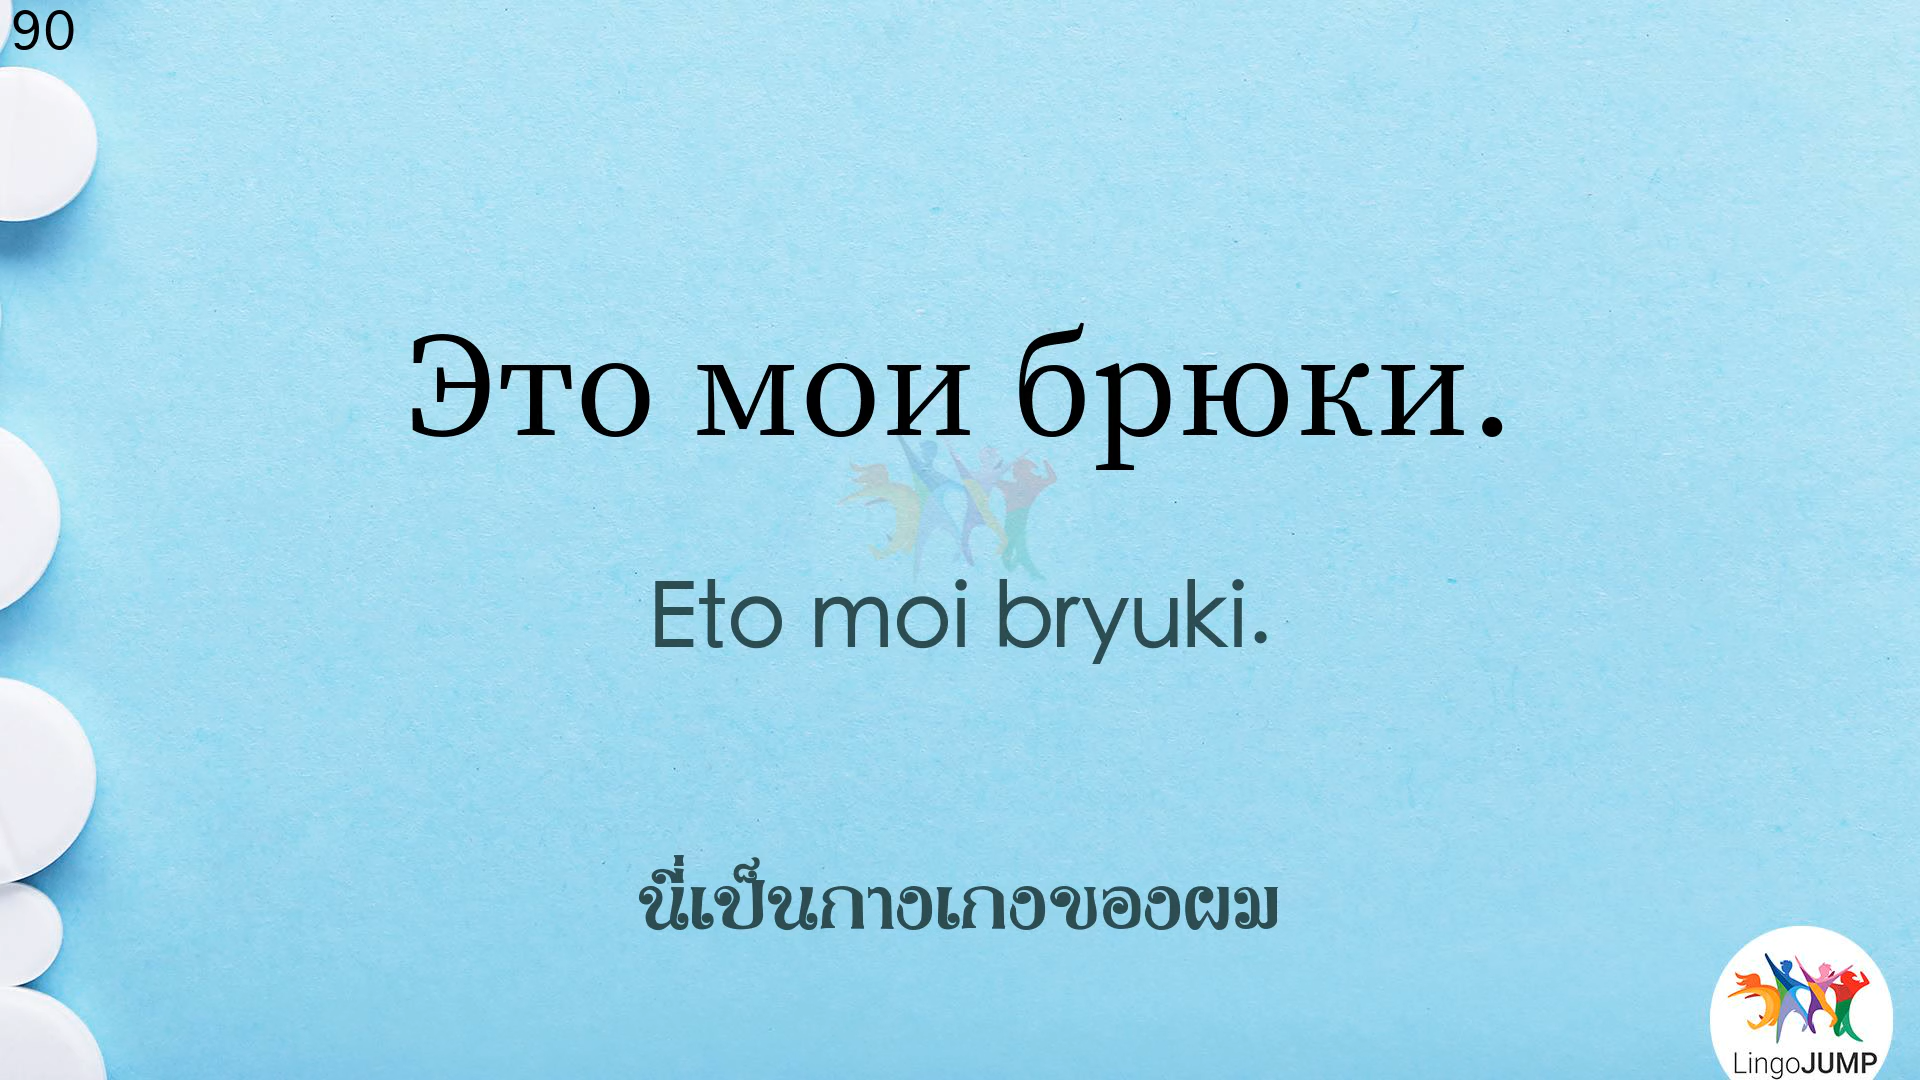 90
Это мои брюки.
Eto moi bryuki.
นี่เป็นกางเกงของผม
LingoJUMP